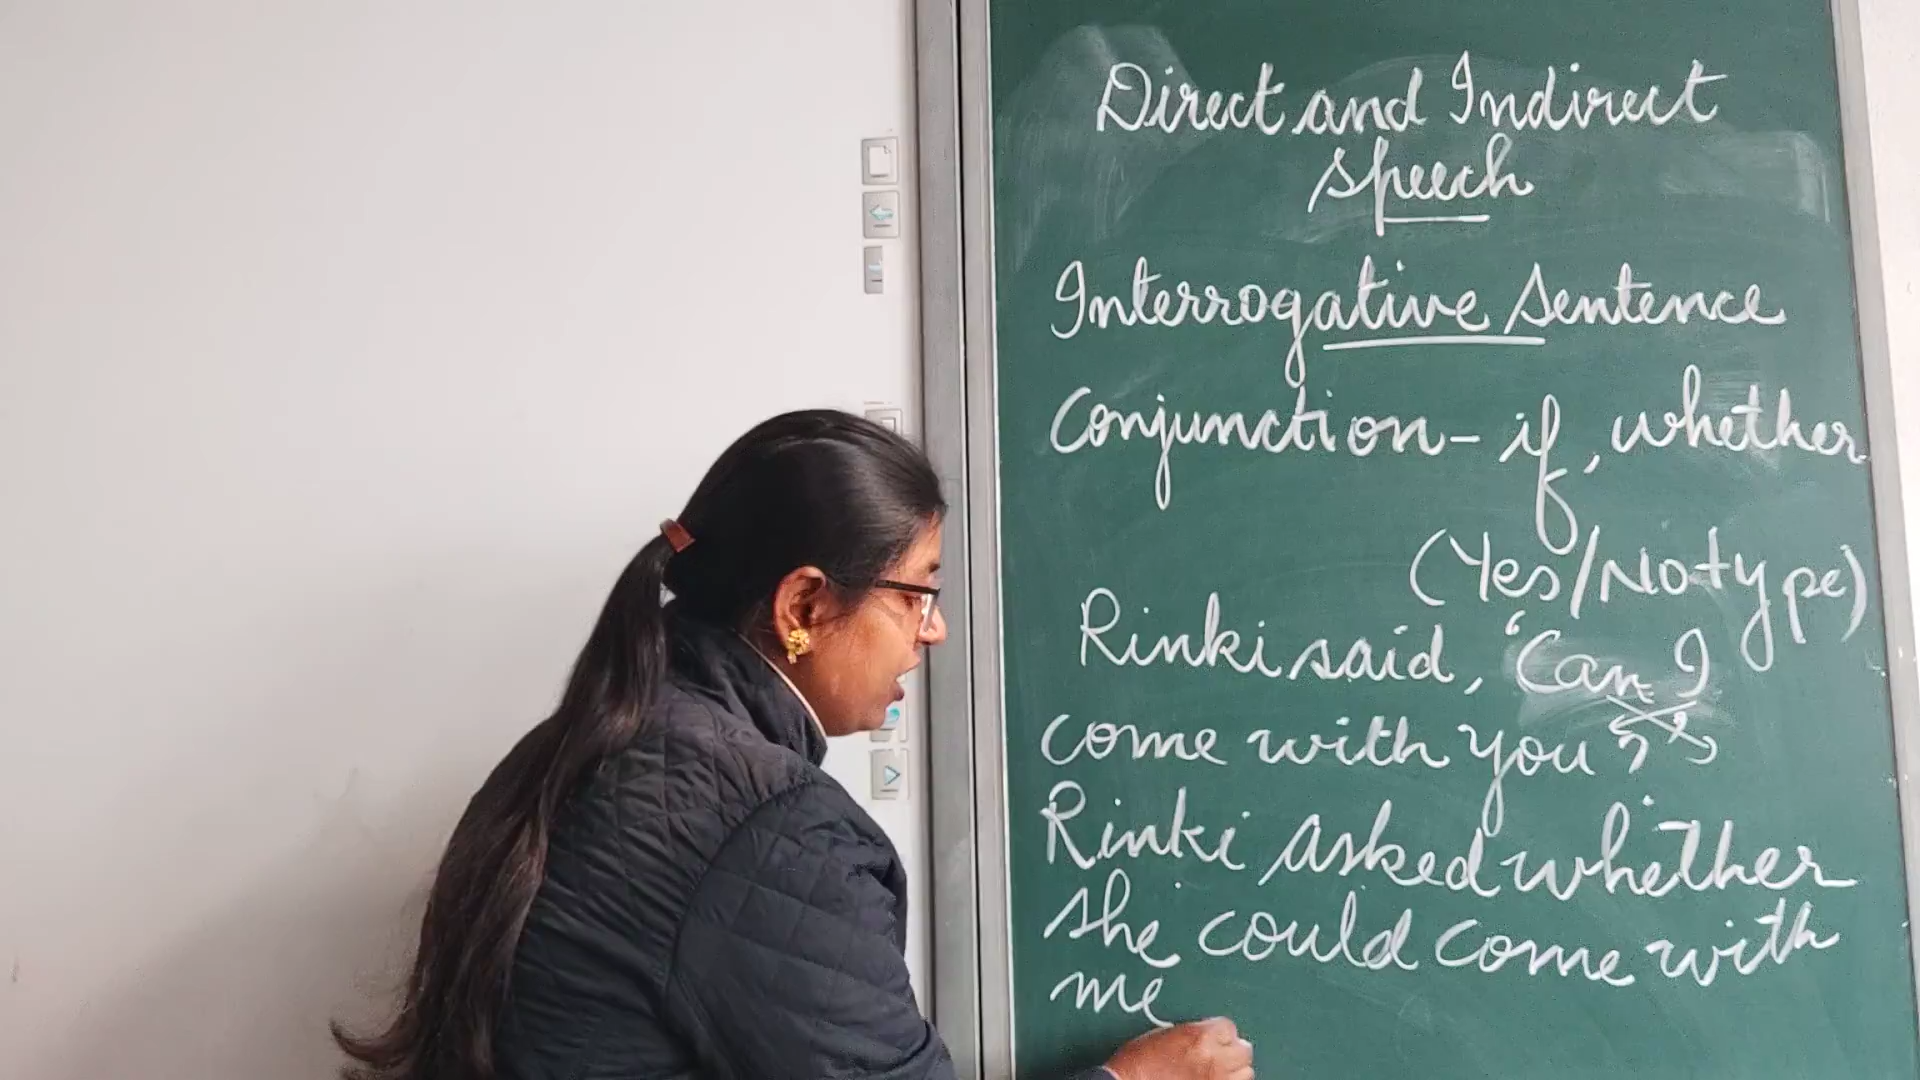 Direct and Indirect
speech
Interrogative Sentence
Conjunction - if, whether
(Yes/No type)
Rinki said, "Can I
come with you?
Rinki asked whether
she could come with
me